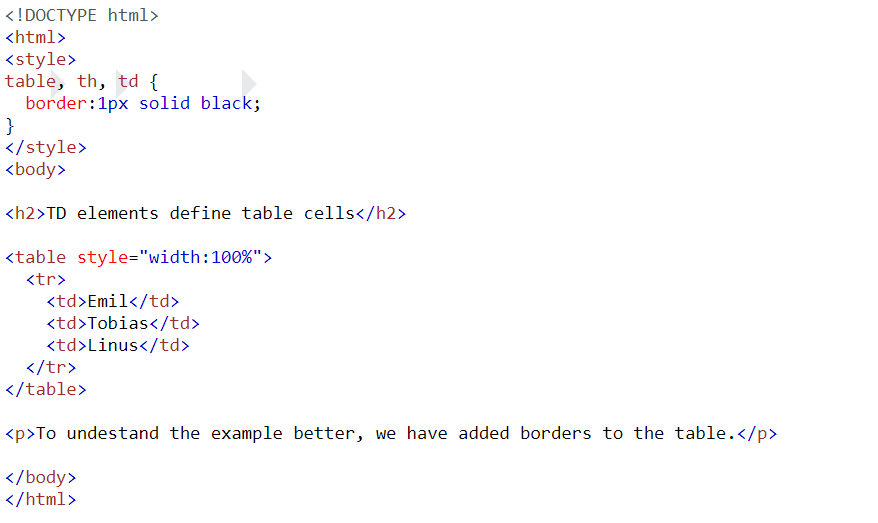 <!DOCTYPE html>
<html>
<style>
table, th, td {
  border:1px solid black;
}
</style>
<body>

<h2>TD elements define table cells</h2>

<table style="width:100%">
  <tr>
    <td>Emil</td>
    <td>Tobias</td>
    <td>Linus</td>
  </tr>
</table>

<p>To undestand the example better, we have added borders to the table.</p>

</body>
</html>